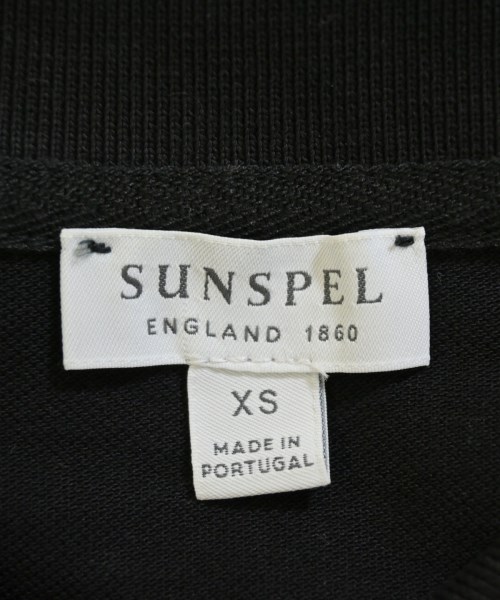 SUNSPEL
ENGLAND 1860
XS
MADE IN
PORTUGAL